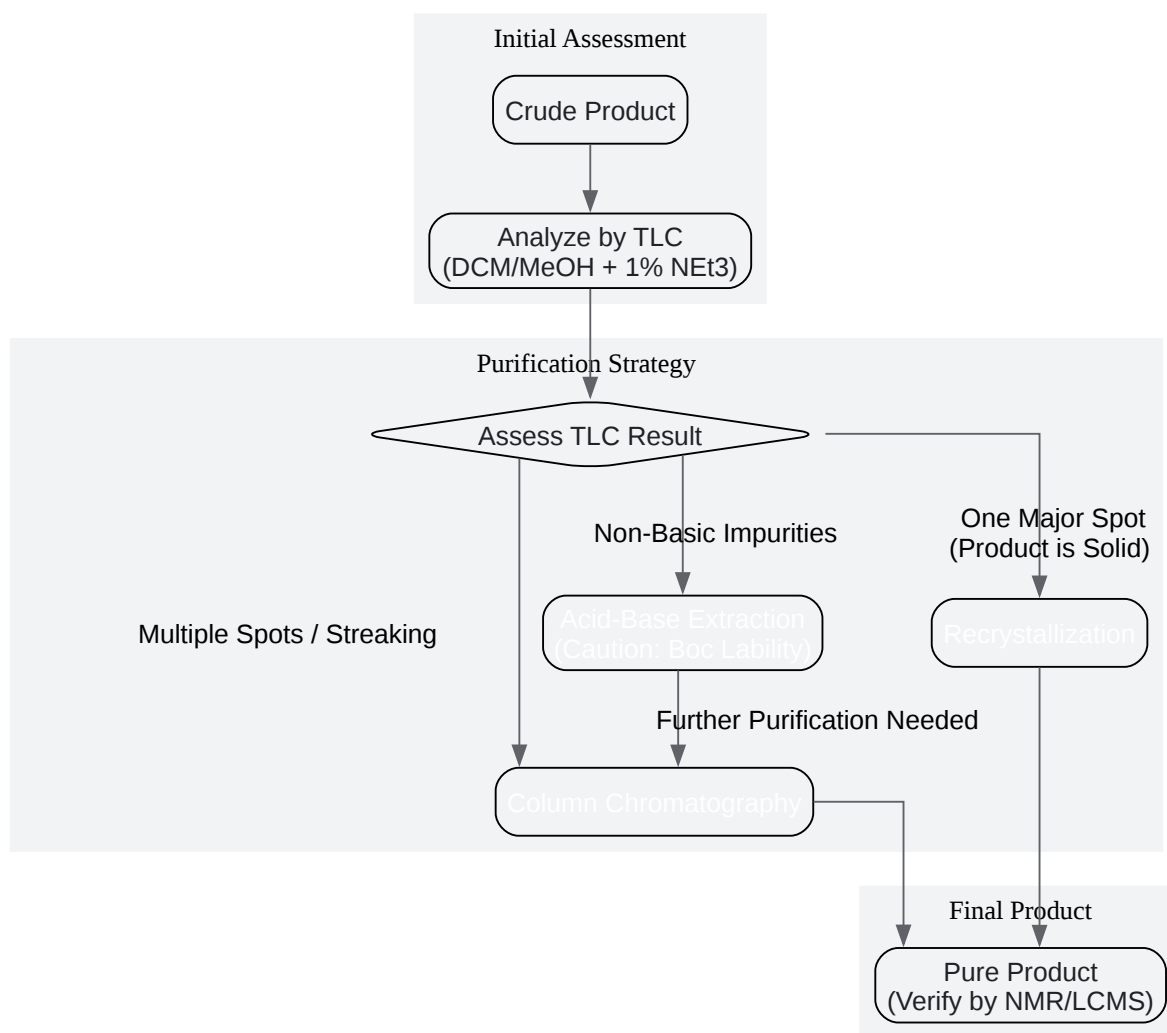 Initial Assessment
Crude Product
Analyze by TLC
(DCM/MeOH + 1% NEt3)
Purification Strategy
Assess TLC Result
Non-Basic Impurities
One Major Spot
(Product is Solid)
Multiple Spots / Streaking
Acid-Base Extraction
(Caution: Boc Lability)
Recrystallization
Further Purification Needed
Column Chromatography
Final Product
Pure Product
(Verify by NMR/LCMS)